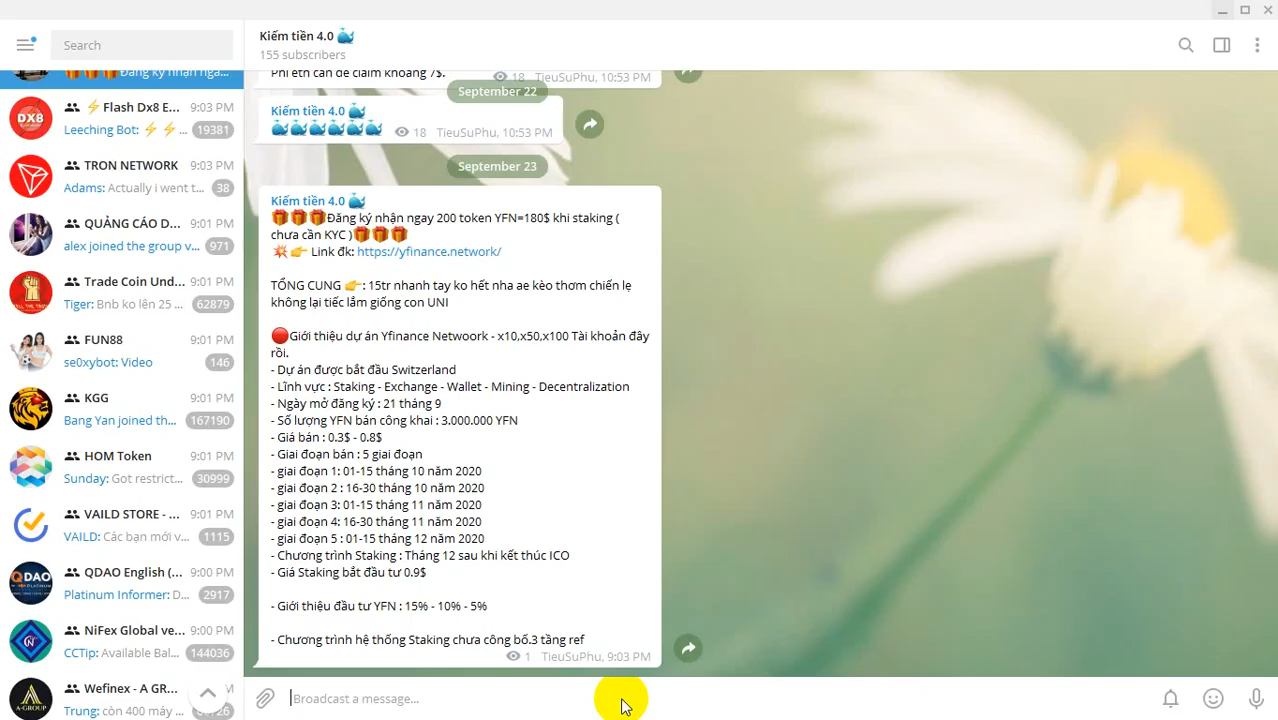 Search
Kiếm tiền 4.0 🐳
155 subscribers
🎁🎁🎁Đăng ký nhận nga...
⚡ Flash Dx8 E... 9:03 PM
Leeching Bot: ⚡ ⚡ ... 19381
TRON NETWORK 9:03 PM
Adams: Actually i went t... 38
QUẢNG CÁO D... 9:01 PM
alex joined the group v... 971
Trade Coin Und... 9:01 PM
Tiger: Bnb ko lên 25 ... 62879
FUN88 9:01 PM
se0xybot: Video 146
KGG 9:01 PM
Bang Yan joined th... 167190
HOM Token 9:01 PM
Sunday: Got restrict... 30999
VAILD STORE - ... 9:01 PM
VAILD: Các bạn mới v... 1115
QDAO English (... 9:00 PM
Platinum Informer: D... 2917
NiFex Global ve... 9:00 PM
CCTip: Available Bal... 144036
Wefinex - A GR...
Trung: còn 400 máy
Phí eth cần để claim khoảng 7$. 18 TieuSuPhu, 10:53 PM
September 22
Kiếm tiền 4.0 🐳
🐳🐳🐳🐳🐳🐳 18 TieuSuPhu, 10:53 PM
September 23
Kiếm tiền 4.0 🐳
🎁🎁🎁Đăng ký nhận ngay 200 token YFN=180$ khi staking (
chưa cần KYC )🎁🎁🎁
💥👉 Link đk: https://yfinance.network/
TỔNG CUNG 👉: 15tr nhanh tay ko hết nha ae kèo thơm chiến lẹ
không lại tiếc lắm giống con UNI
🔴Giới thiệu dự án Yfinance Netwoork - x10,x50,x100 Tài khoản đây
rồi.
- Dự án được bắt đầu Switzerland
- Lĩnh vực : Staking - Exchange - Wallet - Mining - Decentralization
- Ngày mở đăng ký : 21 tháng 9
- Số lượng YFN bán công khai : 3.000.000 YFN
- Giá bán : 0.3$ - 0.8$
- Giai đoạn bán : 5 giai đoạn
- giai đoạn 1: 01-15 tháng 10 năm 2020
- giai đoạn 2 : 16-30 tháng 10 năm 2020
- giai đoạn 3: 01-15 tháng 11 năm 2020
- giai đoạn 4: 16-30 tháng 11 năm 2020
- giai đoạn 5 : 01-15 tháng 12 năm 2020
- Chương trình Staking : Tháng 12 sau khi kết thúc ICO
- Giá Staking bắt đầu từ 0.9$
- Giới thiệu đầu tư YFN : 15% - 10% - 5%
- Chương trình hệ thống Staking chưa công bố.3 tầng ref
1 TieuSuPhu, 9:03 PM
Broadcast a message...